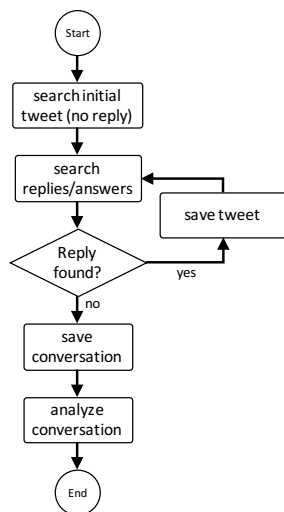 Start
search initial
tweet (no reply)
search
replies/answers
save tweet
Reply
found?
yes
no
save
conversation
analyze
conversation
End